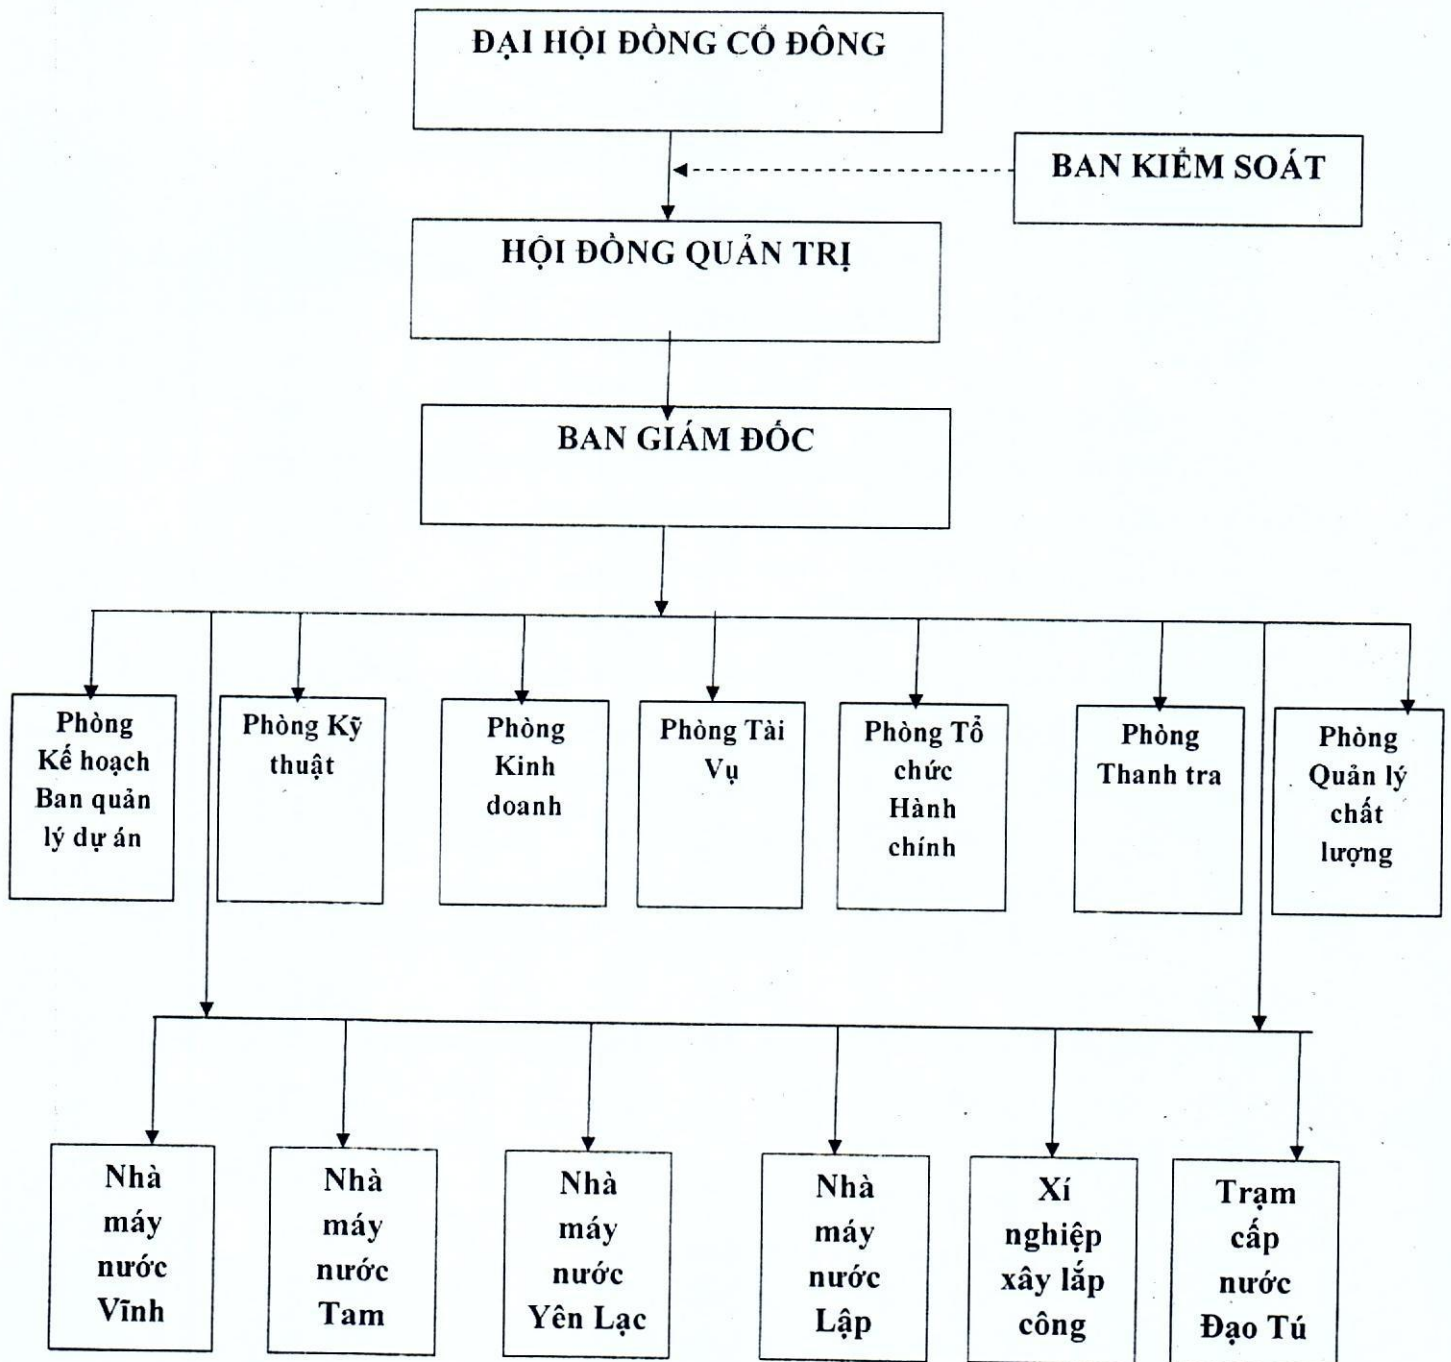 ĐẠI HỘI ĐỒNG CỔ ĐÔNG
BAN KIỂM SOÁT
HỘI ĐỒNG QUẢN TRỊ
BAN GIÁM ĐỐC
Phòng
Kế hoạch
Ban quản
lý dự án
Phòng Kỹ
thuật
Phòng
Kinh
doanh
Phòng Tài
Vụ
Phòng Tổ
chức
Hành
chính
Phòng
Thanh tra
Phòng
Quản lý
chất
lượng
Nhà
máy
nước
Vĩnh
Nhà
máy
nước
Tam
Nhà
máy
nước
Yên Lạc
Nhà
máy
nước
Lập
Xí
nghiệp
xây lắp
công
Trạm
cấp
nước
Đạo Tú